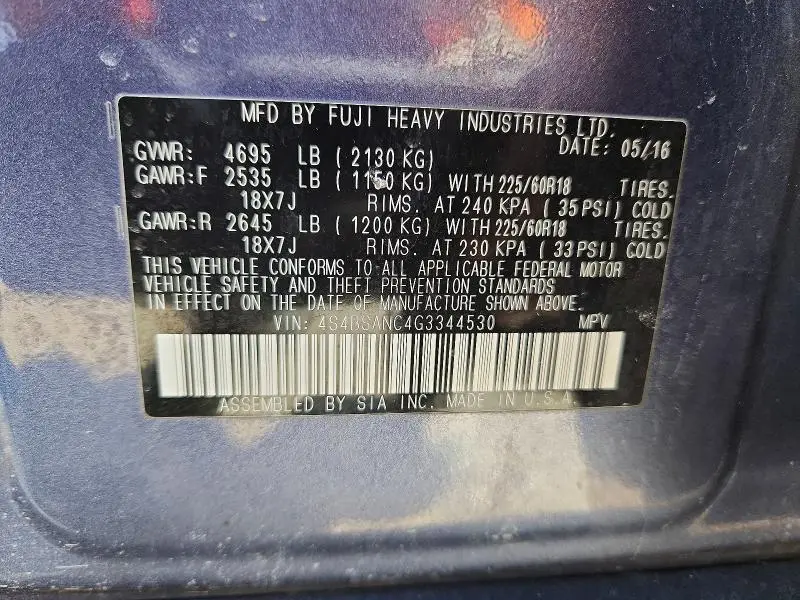 MFD BY FUJI HEAVY INDUSTRIES LTD.
DATE: 05/16
GVWR: 4695 LB ( 2130 KG)
GAWR:F 2535 LB ( 1150 KG) WITH 225/60R18 TIRES.
18X7J RIMS. AT 240 KPA ( 35 PSI) COLD
GAWR:R 2645 LB ( 1200 KG) WITH 225/60R18 TIRES.
18X7J RIMS. AT 230 KPA ( 33 PSI) COLD
THIS VEHICLE CONFORMS TO ALL APPLICABLE FEDERAL MOTOR
VEHICLE SAFETY AND THEFT PREVENTION STANDARDS
IN EFFECT ON THE DATE OF MANUFACTURE SHOWN ABOVE.
VIN: 4S4BSANC4G3344530 MPV
ASSEMBLED BY SIA INC. MADE IN U.S.A.